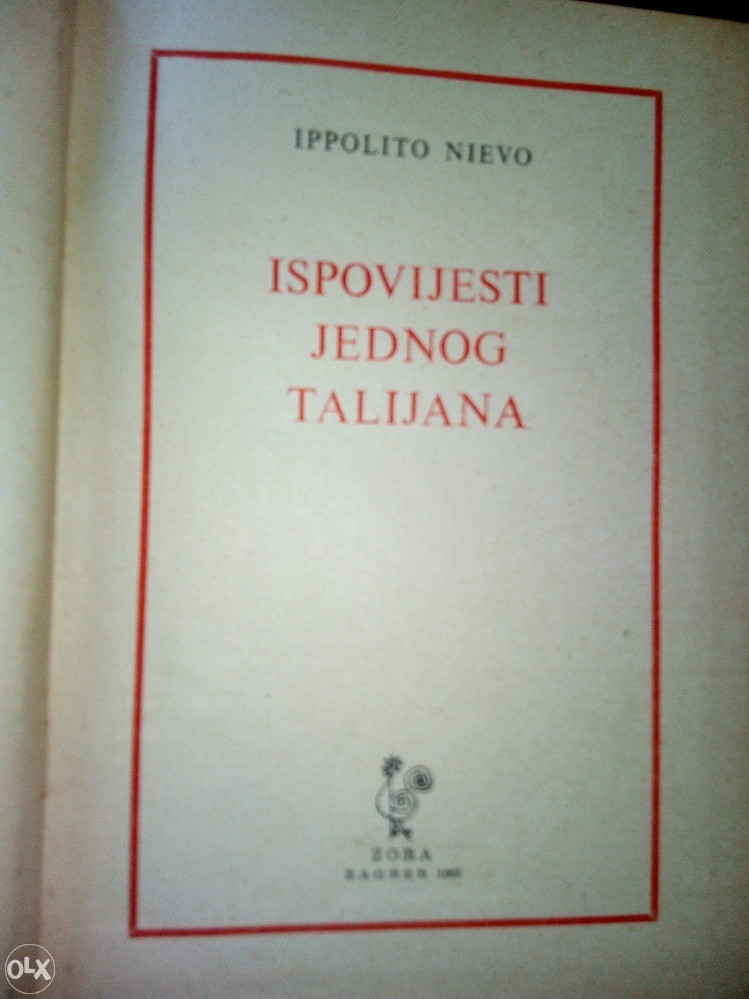 IPPOLITO NIEVO
ISPOVIJESTI
JEDNOG
TALIJANA
ZORA
ZAGREB
OLX